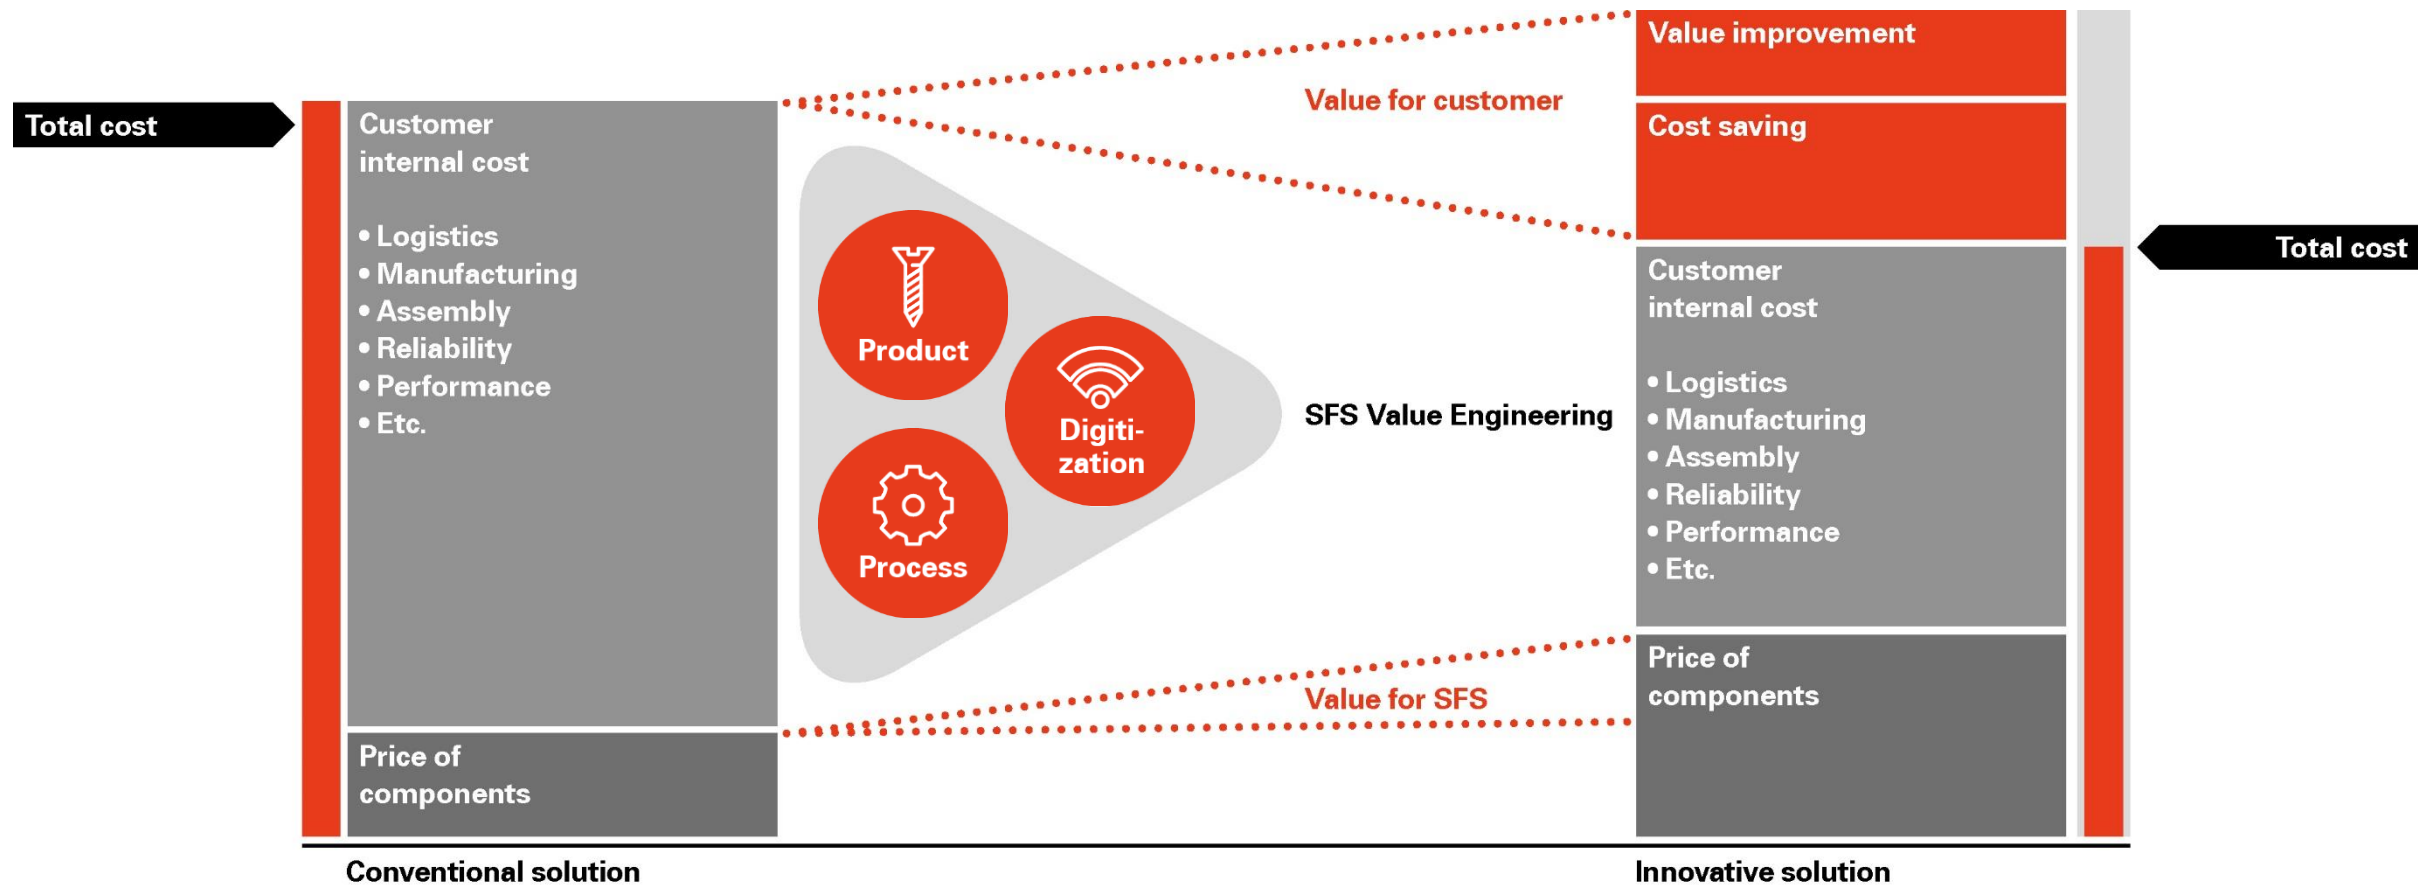 Total cost
Customer
internal cost
• Logistics
• Manufacturing
• Assembly
• Reliability
• Performance
• Etc.
Price of
components
Conventional solution
Product
Process
Digiti-
zation
Value for customer
SFS Value Engineering
Value for SFS
Value improvement
Cost saving
Customer
internal cost
• Logistics
• Manufacturing
• Assembly
• Reliability
• Performance
• Etc.
Price of
components
Innovative solution
Total cost